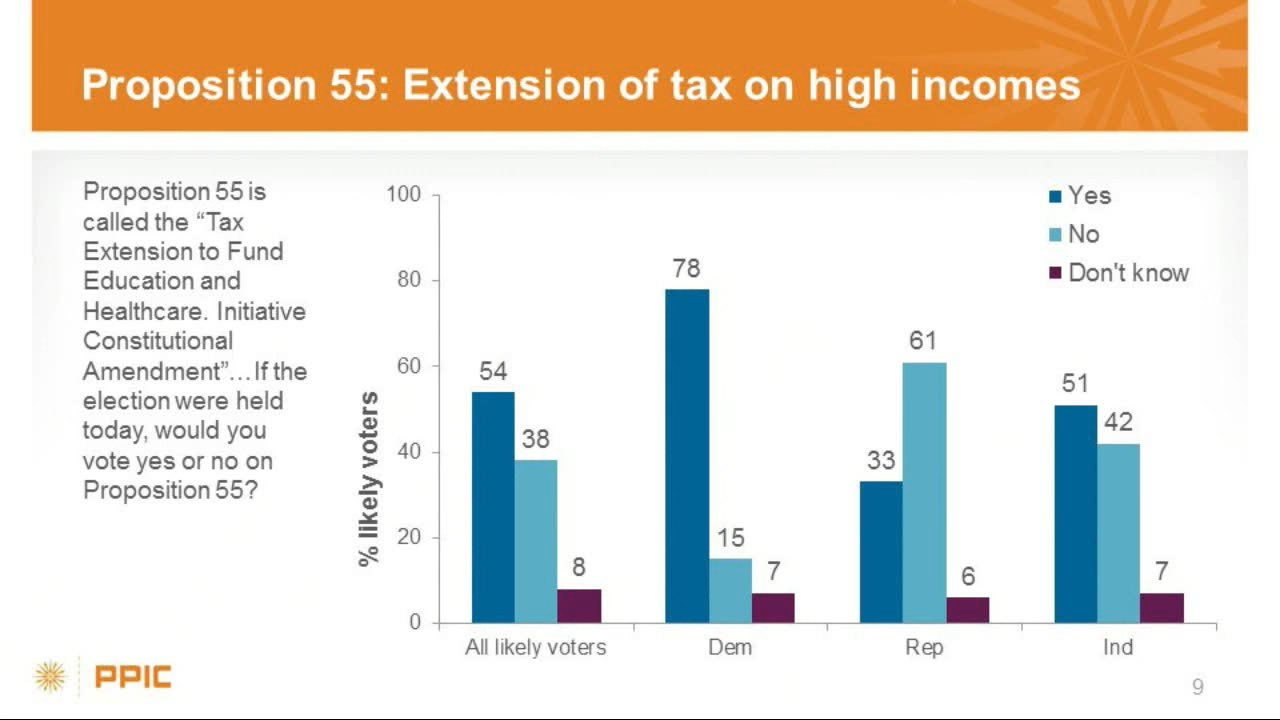 Proposition 55: Extension of tax on high incomes
Proposition 55 is
called the “Tax
Extension to Fund
Education and
Healthcare. Initiative
Constitutional
Amendment”…If the
election were held
today, would you
vote yes or no on
Proposition 55?
% likely voters
100
80
60
40
20
0
Yes
No
Don't know
54
38
8
78
15
7
33
61
6
51
42
7
All likely voters
Dem
Rep
Ind
PPIC
9